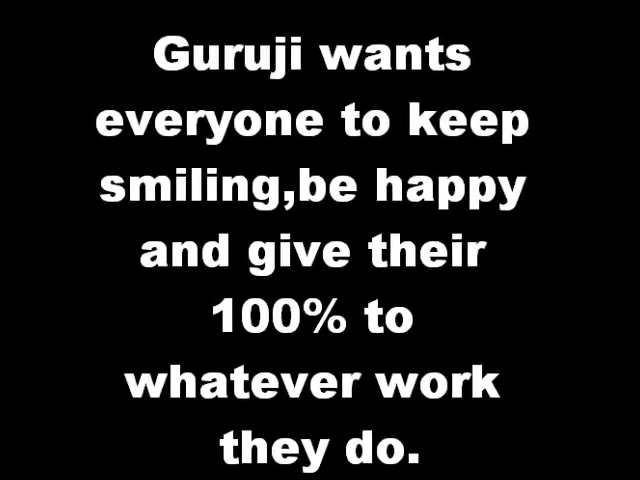 Guruji wants
everyone to keep
smiling,be happy
and give their
100% to
whatever work
they do.